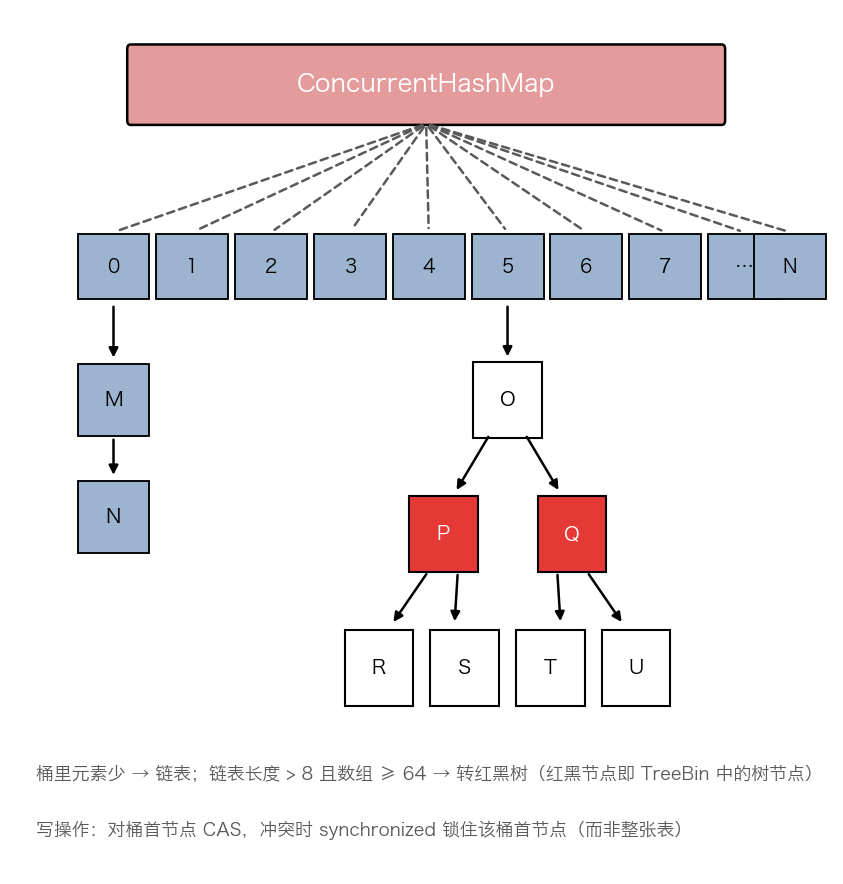 ConcurrentHashMap
0 1 2 3 4 5 6 7 ... N
M O
N P Q
R S T U
桶里元素少 → 链表；链表长度 > 8 且数组 ≥ 64 → 转红黑树（红黑节点即 TreeBin 中的树节点）
写操作：对桶首节点 CAS，冲突时 synchronized 锁住该桶首节点（而非整张表）